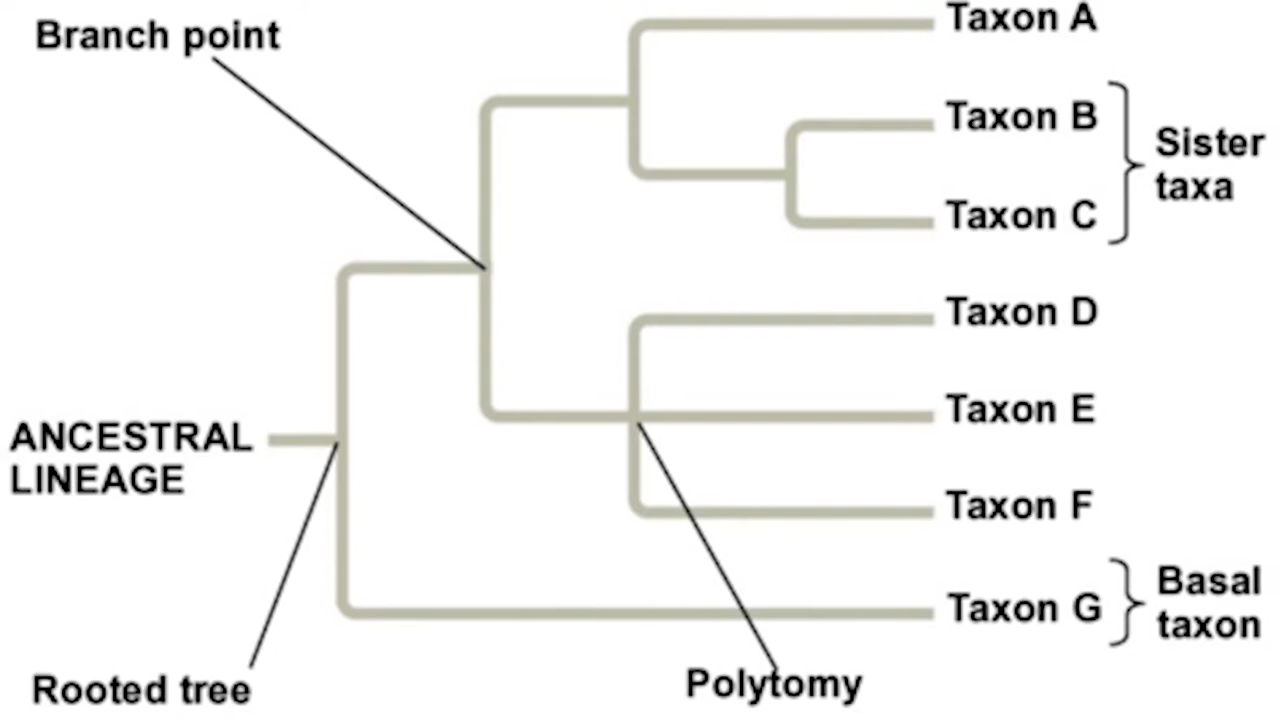 Branch point
Taxon A
Taxon B
Sister
taxa
Taxon C
Taxon D
Taxon E
ANCESTRAL
LINEAGE
Taxon F
Taxon G
Basal
taxon
Rooted tree
Polytomy